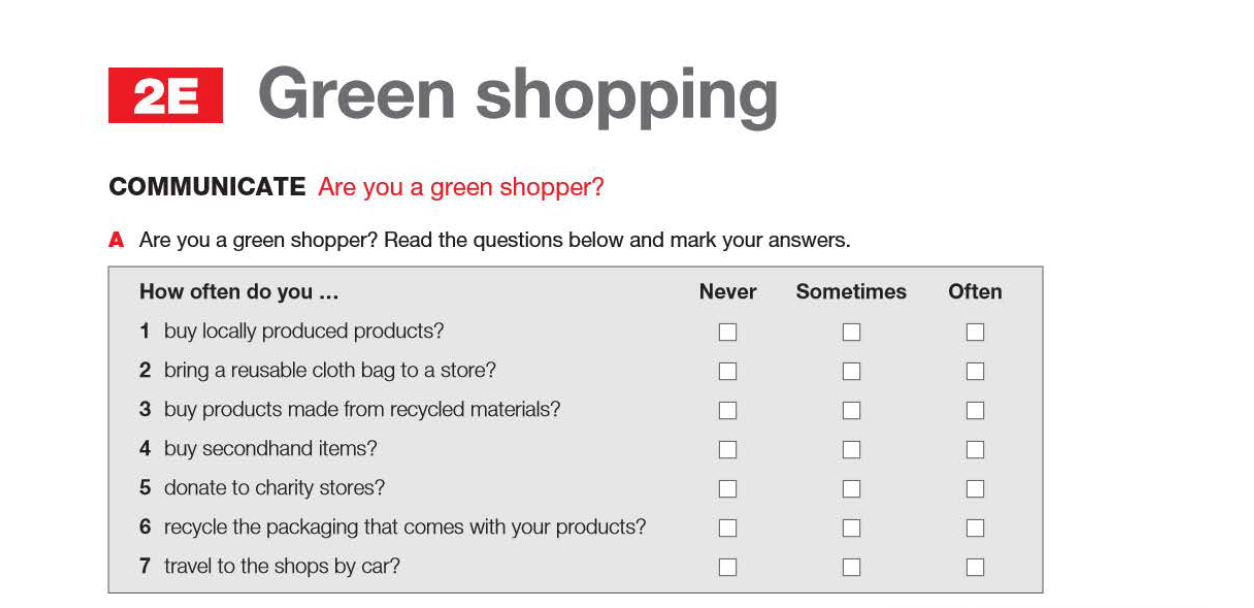 2E Green shopping
COMMUNICATE Are you a green shopper?
A Are you a green shopper? Read the questions below and mark your answers.
How often do you ... Never Sometimes Often
1 buy locally produced products?
2 bring a reusable cloth bag to a store?
3 buy products made from recycled materials?
4 buy secondhand items?
5 donate to charity stores?
6 recycle the packaging that comes with your products?
7 travel to the shops by car?